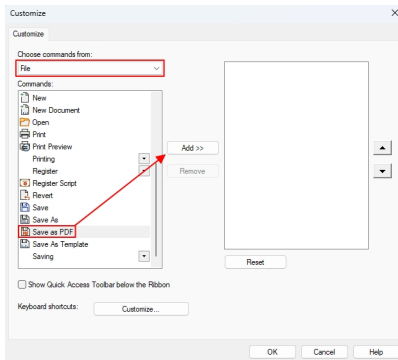 Customize
Customize
Choose commands from:
File
Commands:
New
New Document
Open
Print
Print Preview
Printing
Register
Register Script
Revert
Save
Save As
Save as PDF
Save As Template
Saving
Add >>
Remove
Reset
Show Quick Access Toolbar below the Ribbon
Keyboard shortcuts:
Customize...
OK Cancel Help